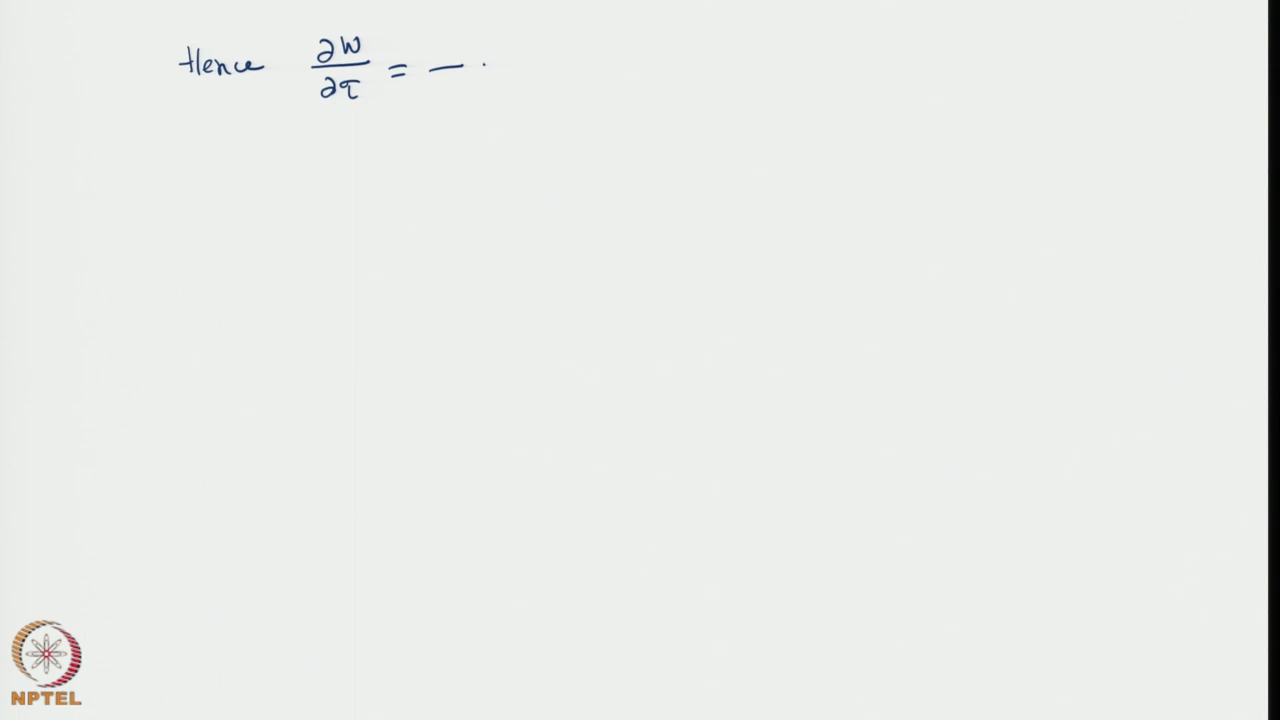 Hence ∂W/∂τ = — .
NPTEL